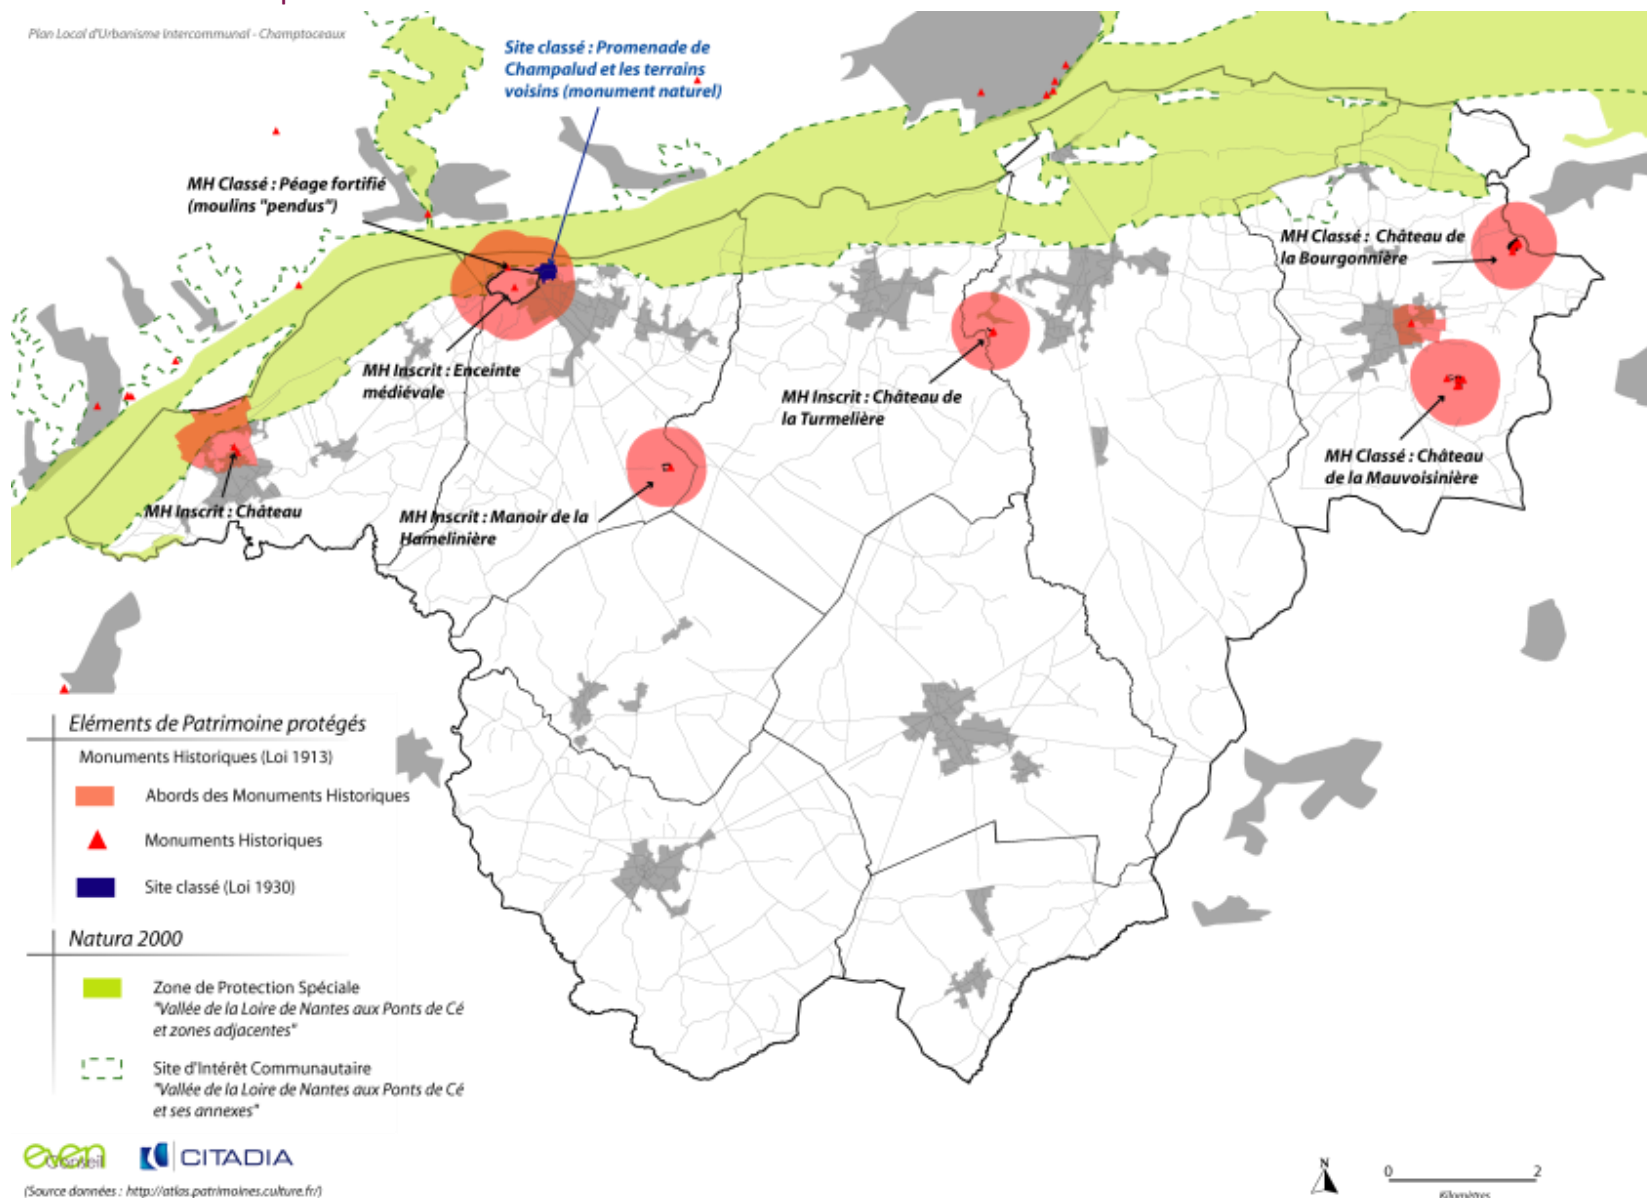 Plan Local d'Urbanisme Intercommunal - Champtoceaux
Site classé : Promenade de
Champalud et les terrains
voisins (monument naturel)
MH Classé : Péage fortifié
(moulins "pendus")
MH Classé : Château de
la Bourgonnière
MH Inscrit : Enceinte
médiévale
MH Inscrit : Château de
la Turmelière
MH Classé : Château
de la Mauvoisinière
MH Inscrit : Château
MH Inscrit : Manoir de la
Hamelinière
Eléments de Patrimoine protégés
Monuments Historiques (Loi 1913)
Abords des Monuments Historiques
Monuments Historiques
Site classé (Loi 1930)
Natura 2000
Zone de Protection Spéciale
"Vallée de la Loire de Nantes aux Ponts de Cé
et zones adjacentes"
Site d'Intérêt Communautaire
"Vallée de la Loire de Nantes aux Ponts de Cé
et ses annexes"
even
Conseil
CITADIA
(Source données : http://atlas.patrimoines.culture.fr/)
N
0 2
Kilomètres